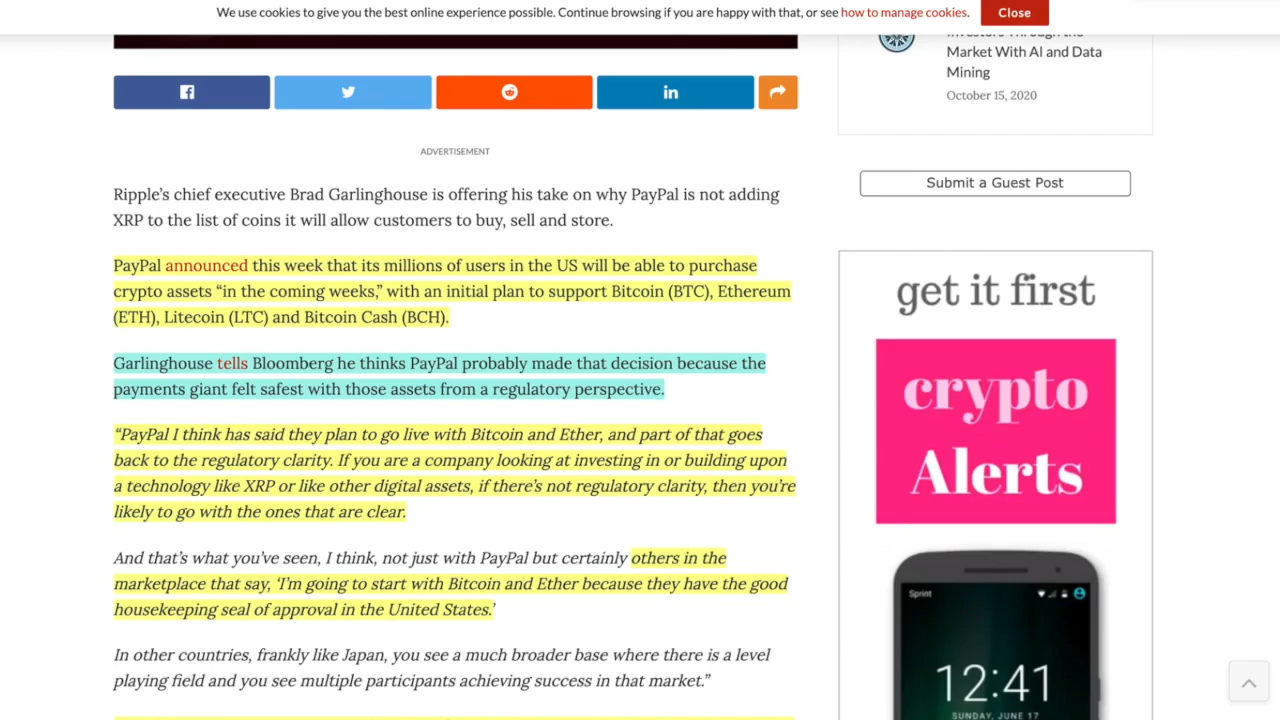 We use cookies to give you the best online experience possible. Continue browsing if you are happy with that, or see how to manage cookies.
Close
Market With AI and Data
Mining
October 15, 2020
ADVERTISEMENT
Submit a Guest Post
Ripple’s chief executive Brad Garlinghouse is offering his take on why PayPal is not adding
XRP to the list of coins it will allow customers to buy, sell and store.
PayPal announced this week that its millions of users in the US will be able to purchase
crypto assets “in the coming weeks,” with an initial plan to support Bitcoin (BTC), Ethereum
(ETH), Litecoin (LTC) and Bitcoin Cash (BCH).
Garlinghouse tells Bloomberg he thinks PayPal probably made that decision because the
payments giant felt safest with those assets from a regulatory perspective.
“PayPal I think has said they plan to go live with Bitcoin and Ether, and part of that goes
back to the regulatory clarity. If you are a company looking at investing in or building upon
a technology like XRP or like other digital assets, if there’s not regulatory clarity, then you’re
likely to go with the ones that are clear.
And that’s what you’ve seen, I think, not just with PayPal but certainly others in the
marketplace that say, ‘I’m going to start with Bitcoin and Ether because they have the good
housekeeping seal of approval in the United States.’
In other countries, frankly like Japan, you see a much broader base where there is a level
playing field and you see multiple participants achieving success in that market.”
get it first
crypto
Alerts
Sprint
12:41
SUNDAY, JUNE 17